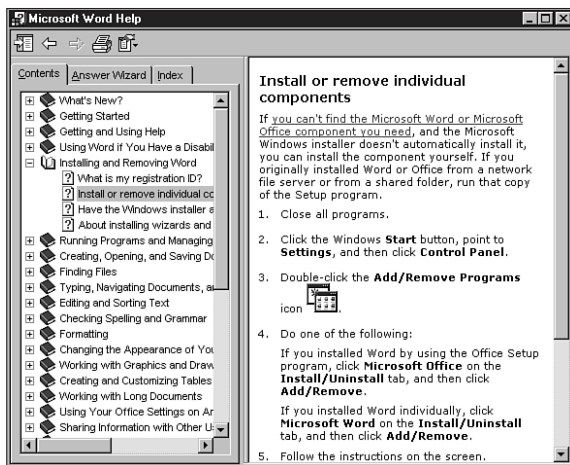 Microsoft Word Help
Contents Answer Wizard Index
What's New?
Getting Started
Getting and Using Help
Using Word if You Have a Disabil
Installing and Removing Word
What is my registration ID?
Install or remove individual cc
Have the Windows installer a
About installing wizards and
Running Programs and Managing
Creating, Opening, and Saving Do
Finding Files
Typing, Navigating Documents, a
Editing and Sorting Text
Checking Spelling and Grammar
Formatting
Changing the Appearance of You
Working with Graphics and Draw
Creating and Customizing Tables
Working with Long Documents
Using Your Office Settings on Ar
Sharing Information with Other U
Install or remove individual
components
If you can't find the Microsoft Word or Microsoft
Office component you need, and the Microsoft
Windows installer doesn't automatically install it,
you can install the component yourself. If you
originally installed Word or Office from a network
file server or from a shared folder, run that copy
of the Setup program.
1. Close all programs.
2. Click the Windows Start button, point to
Settings, and then click Control Panel.
3. Double-click the Add/Remove Programs
icon .
4. Do one of the following:
If you installed Word by using the Office Setup
program, click Microsoft Office on the
Install/Uninstall tab, and then click
Add/Remove.
If you installed Word individually, click
Microsoft Word on the Install/Uninstall
tab, and then click Add/Remove.
5. Follow the instructions on the screen.